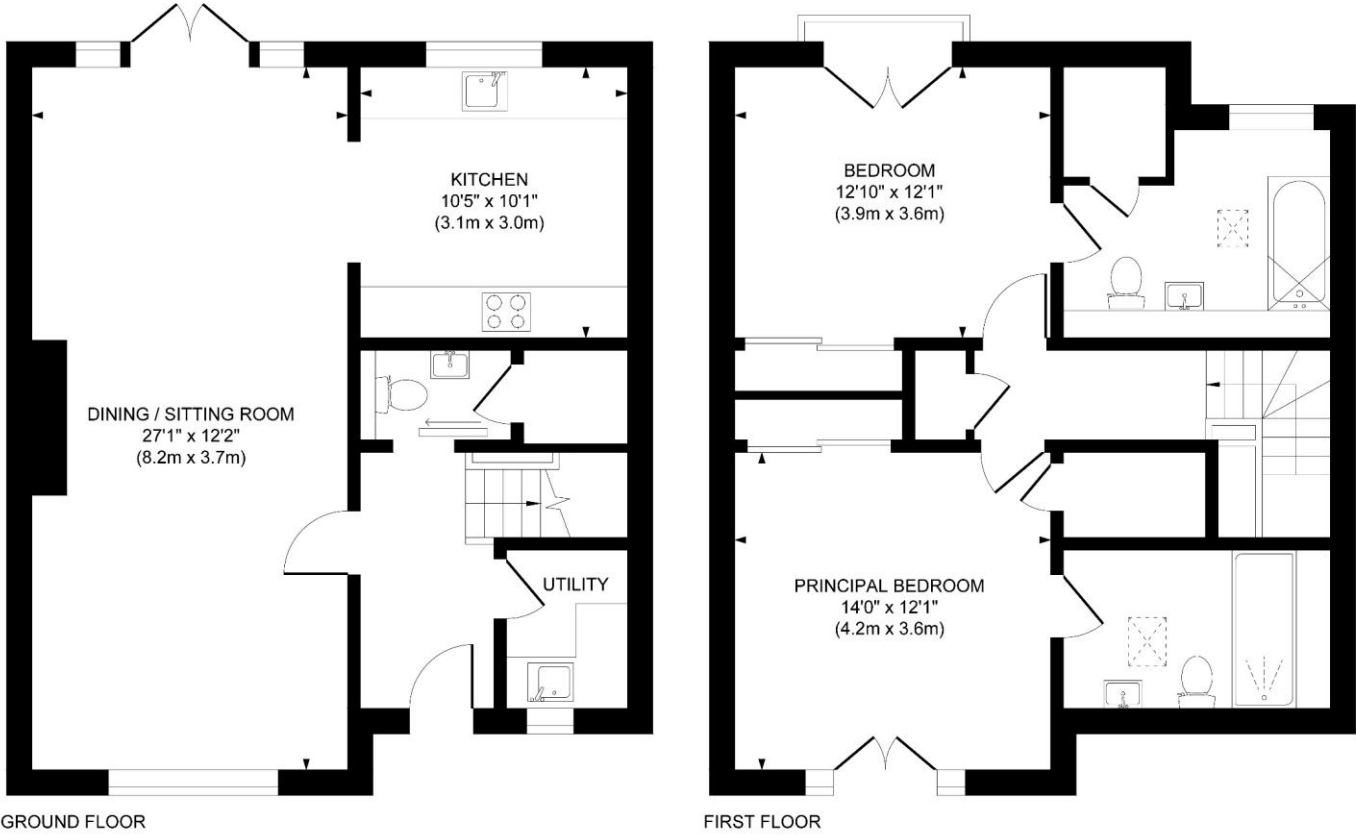 KITCHEN
10'5" x 10'1"
(3.1m x 3.0m)
DINING / SITTING ROOM
27'1" x 12'2"
(8.2m x 3.7m)
UTILITY
GROUND FLOOR
BEDROOM
12'10" x 12'1"
(3.9m x 3.6m)
PRINCIPAL BEDROOM
14'0" x 12'1"
(4.2m x 3.6m)
FIRST FLOOR